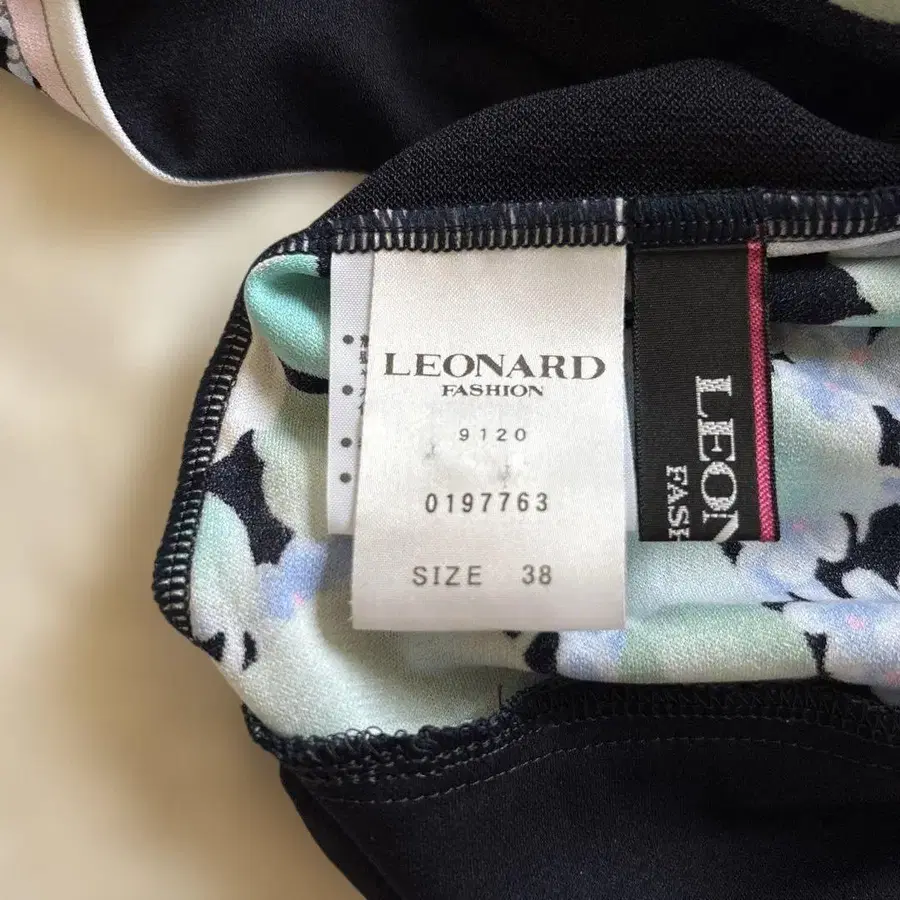 LEONARD
FASHION
9120
0197763
SIZE 38
LEON
FASH